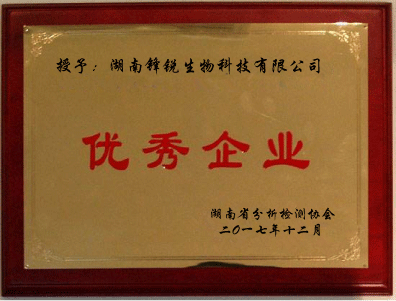 授予：湖南锋锐生物科技有限公司
优秀企业
湖南省分析检测协会
二〇一七年十二月